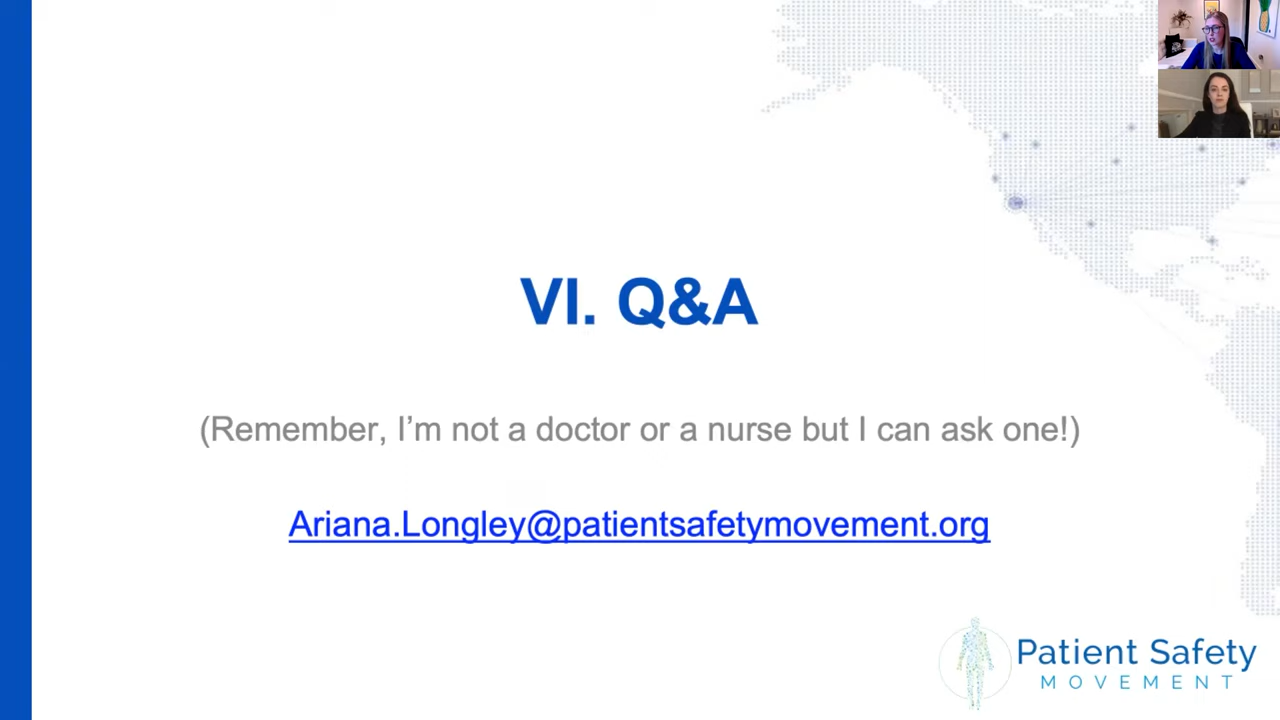 VI. Q&A
(Remember, I’m not a doctor or a nurse but I can ask one!)
Ariana.Longley@patientsafetymovement.org
Patient Safety
MOVEMENT